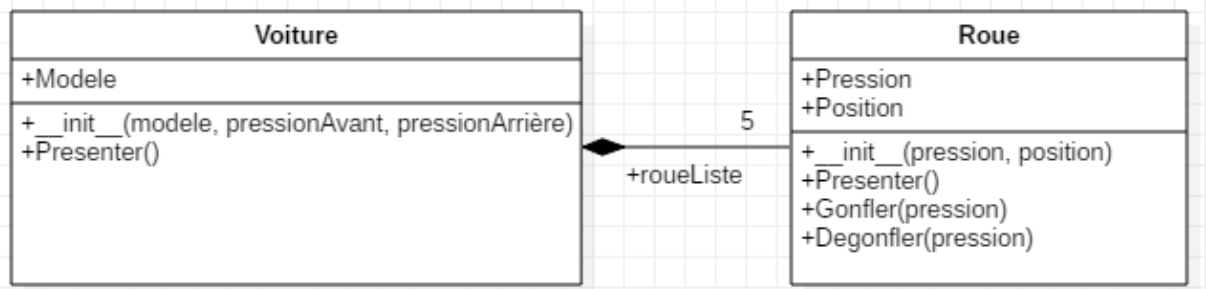 Voiture
+Modele
+__init__(modele, pressionAvant, pressionArrière)
+Presenter()
5
+roueListe
Roue
+Pression
+Position
+__init__(pression, position)
+Presenter()
+Gonfler(pression)
+Degonfler(pression)